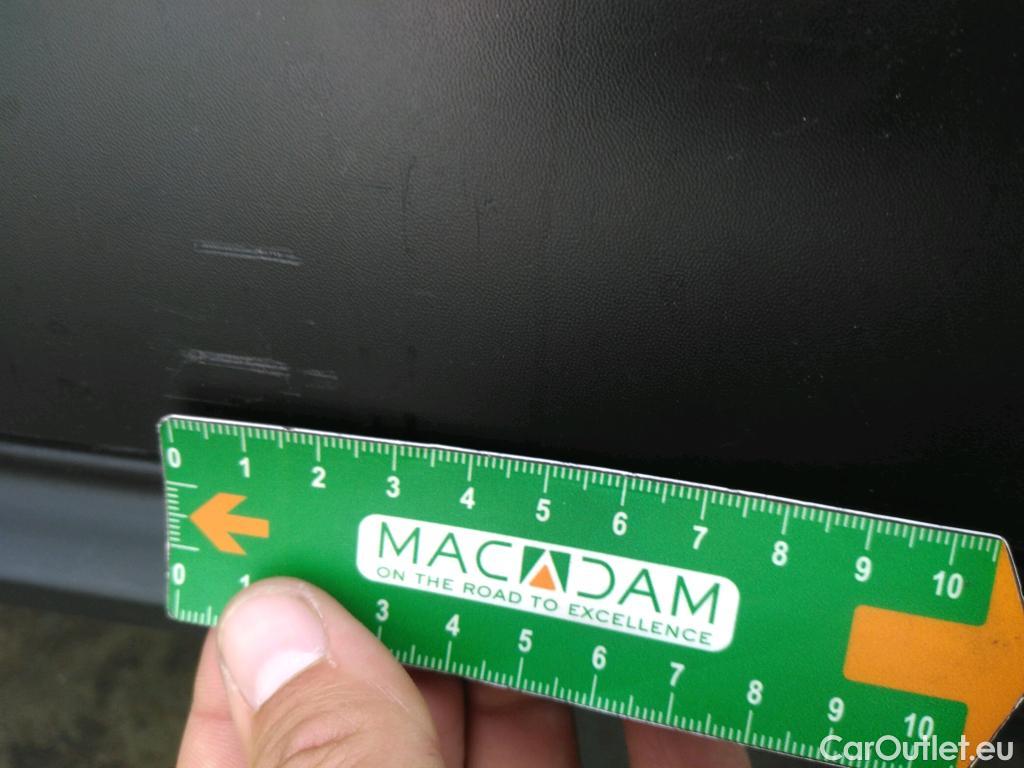 0 1 2 3 4 5 6 7 8 9 10
MACADAM
ON THE ROAD TO EXCELLENCE
0 1 3 4 5 6 7 8 9 10
CarOutlet.eu